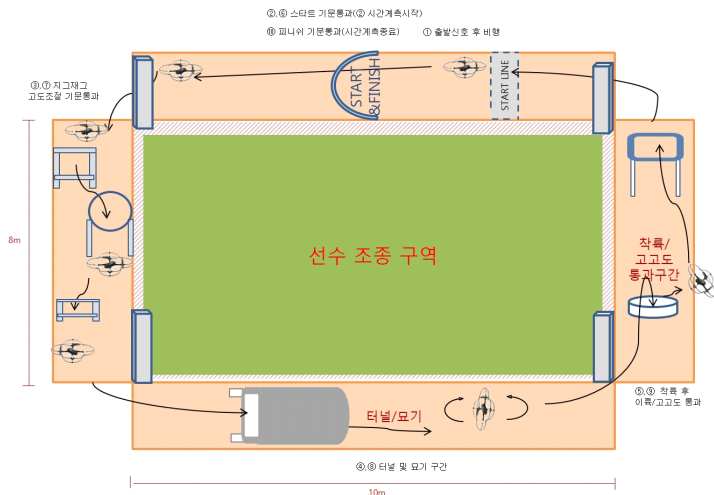 ②,⑥ 스타트 기문통과(② 시간계측시작)
⑩ 피니쉬 기문통과(시간계측종료)
① 출발신호 후 비행
③,⑦ 지그재그
고도조절 기문통과
START
&FINISH
START LINE
8m
선수 조종 구역
착륙/
고고도
통과구간
⑤,⑨ 착륙 후
이륙/고고도 통과
터널/묘기
④,⑧ 터널 및 묘기 구간
10m